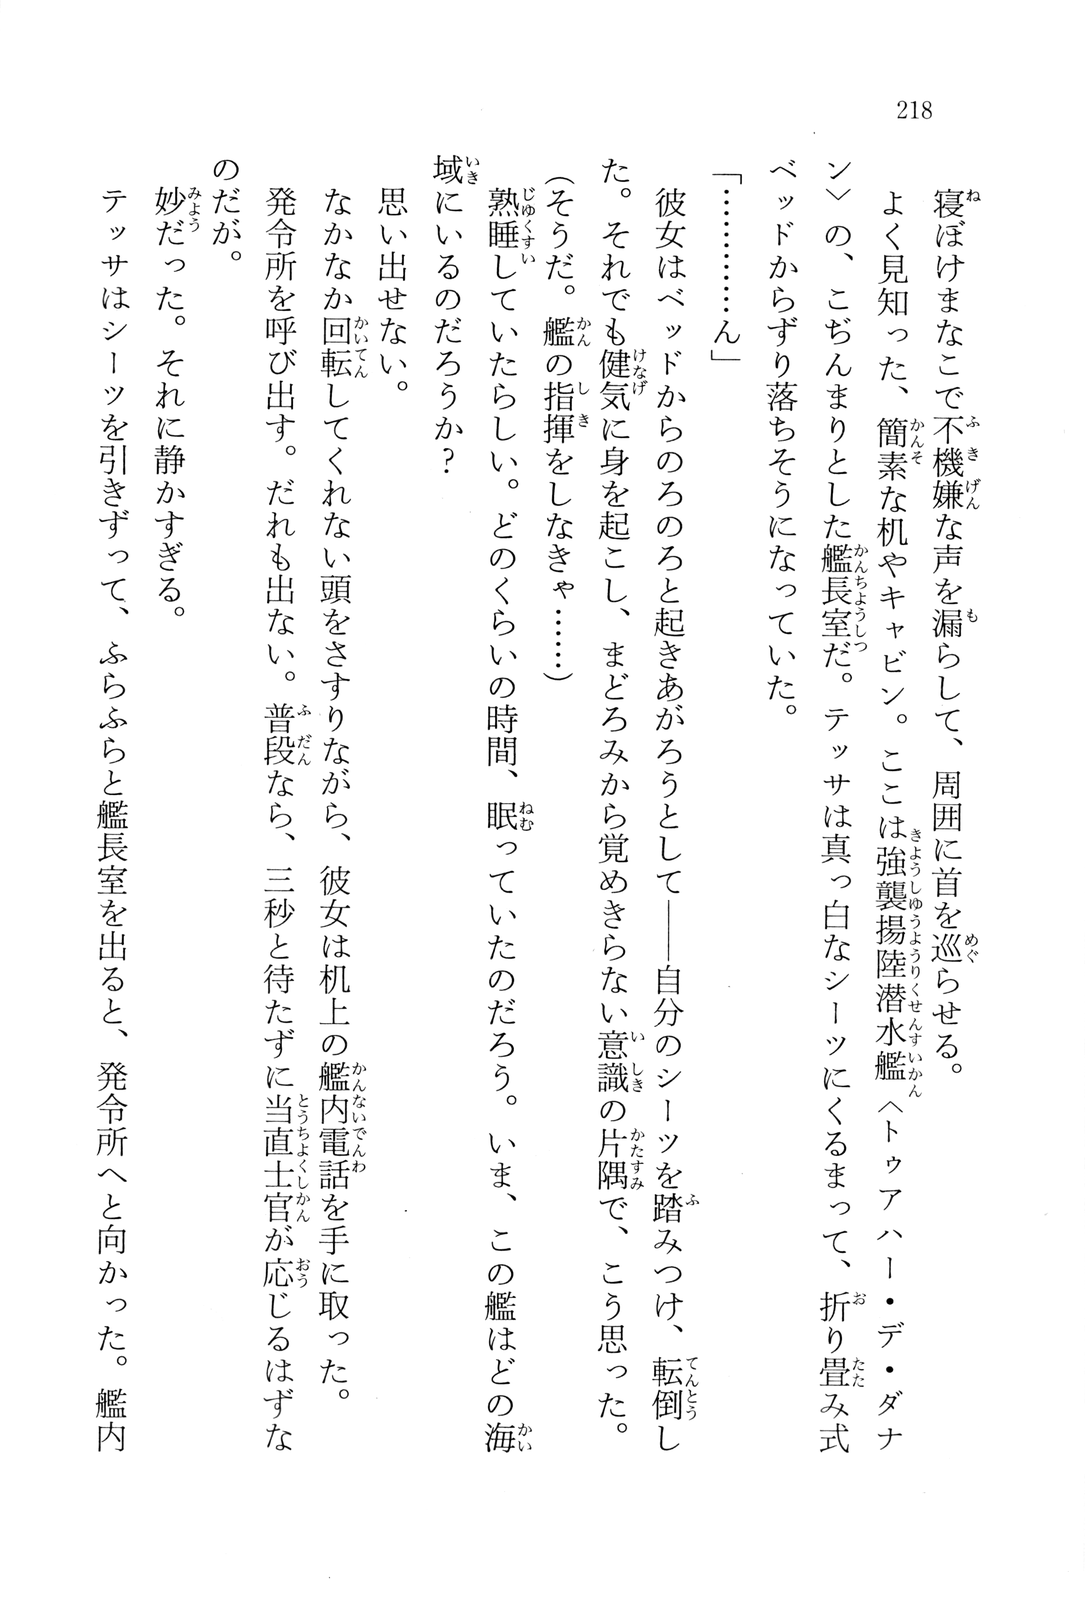 218
寝ぼけまなこで不機嫌な声を漏らして、周囲に首を巡らせる。
よく見知った、簡素な机やキャビン。ここは強襲揚陸潜水艦〈トゥアハー・デ・ダナ
ン〉の、こぢんまりとした艦長室だ。テッサは真っ白なシーツにくるまって、折り畳み式
ベッドからずり落ちそうになっていた。
「…………ん」
彼女はベッドからのろのろと起きあがろうとして――自分のシーツを踏みつけ、転倒し
た。それでも健気に身を起こし、まどろみから覚めきらない意識の片隅で、こう思った。
(そうだ。艦の指揮をしなきゃ……)
熟睡していたらしい。どのくらいの時間、眠っていたのだろう。いま、この艦はどの海
域にいるのだろうか?
思い出せない。
なかなか回転してくれない頭をさすりながら、彼女は机上の艦内電話を手に取った。
発令所を呼び出す。だれも出ない。普段なら、三秒と待たずに当直士官が応じるはずな
のだが。
妙だった。それに静かすぎる。
テッサはシーツを引きずって、ふらふらと艦長室を出ると、発令所へと向かった。艦内